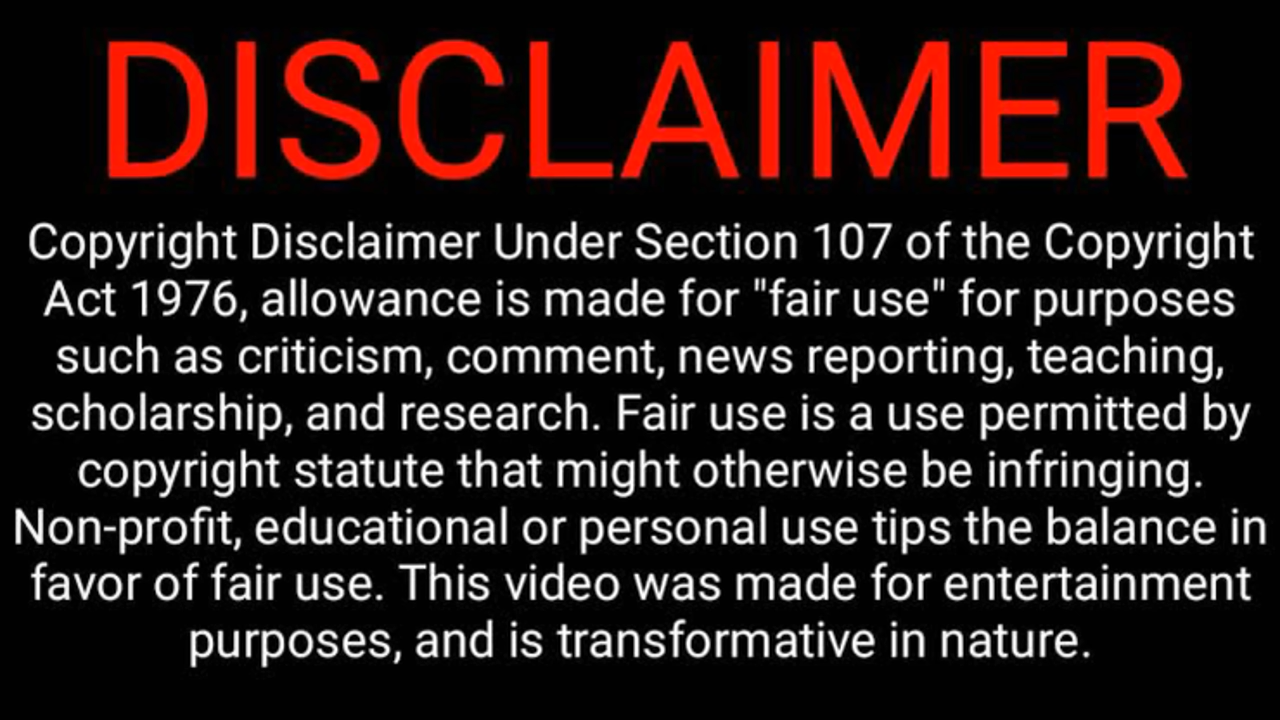 DISCLAIMER
Copyright Disclaimer Under Section 107 of the Copyright
Act 1976, allowance is made for "fair use" for purposes
such as criticism, comment, news reporting, teaching,
scholarship, and research. Fair use is a use permitted by
copyright statute that might otherwise be infringing.
Non-profit, educational or personal use tips the balance in
favor of fair use. This video was made for entertainment
purposes, and is transformative in nature.